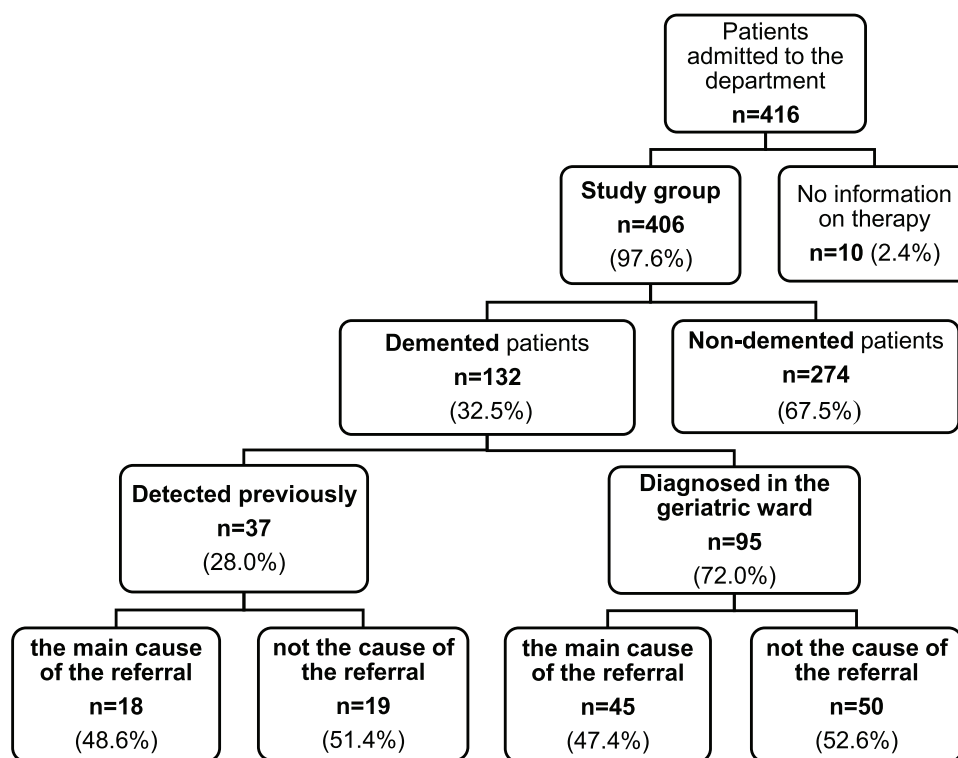 Patients
admitted to the
department
n=416
Study group
n=406
(97.6%)
No information
on therapy
n=10 (2.4%)
Demented patients
n=132
(32.5%)
Non-demented patients
n=274
(67.5%)
Detected previously
n=37
(28.0%)
Diagnosed in the
geriatric ward
n=95
(72.0%)
the main cause
of the referral
n=18
(48.6%)
not the cause of
the referral
n=19
(51.4%)
the main cause
of the referral
n=45
(47.4%)
not the cause of
the referral
n=50
(52.6%)